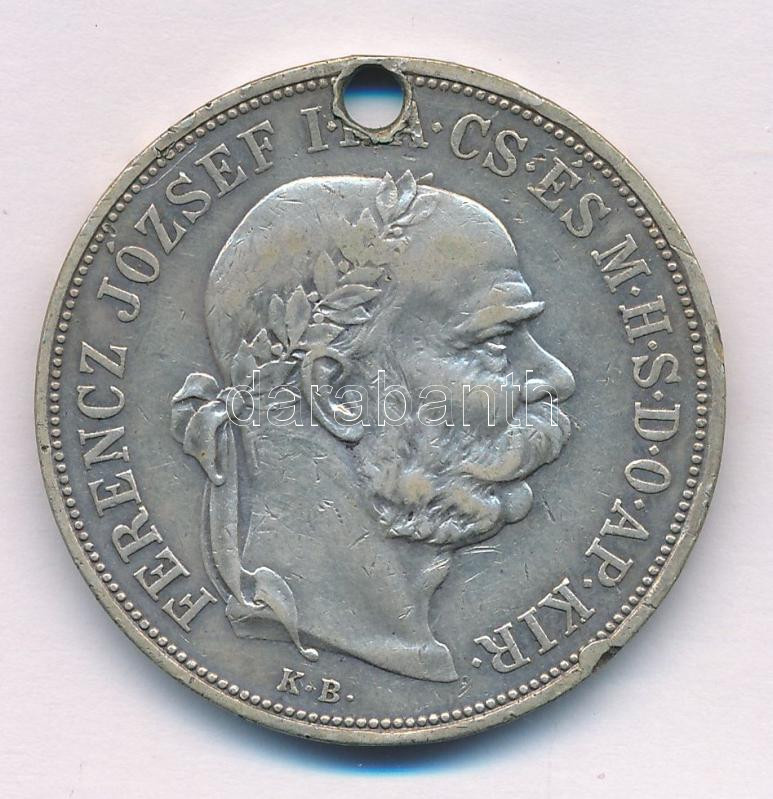 FERENCZ JÓZSEF I·K·A·CS·ÉS M·H·S·D·O·AP·KIR·
K·B·
darabanth